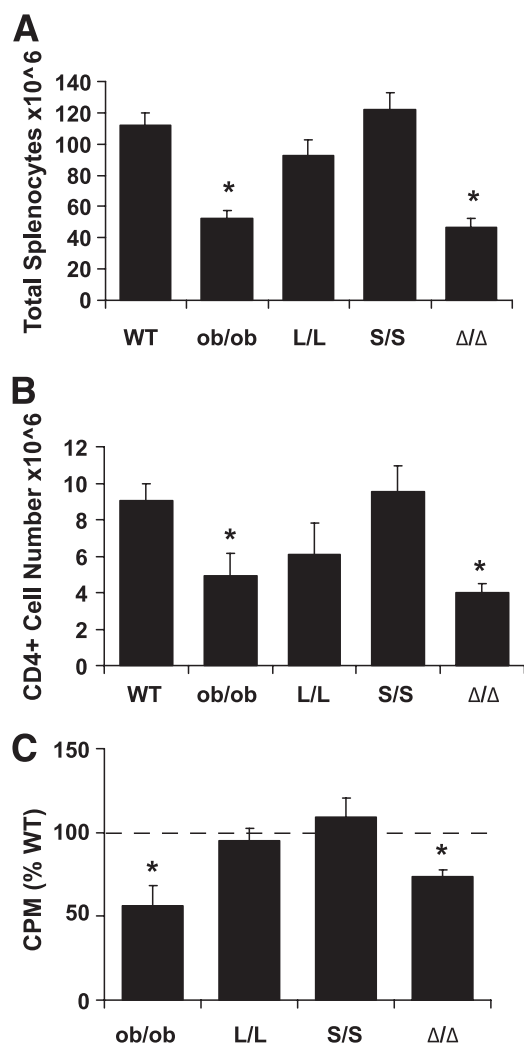 A
Total Splenocytes x10^6
140
120
100
80
60
40
20
0
* *
WT ob/ob L/L S/S Δ/Δ
B
CD4+ Cell Number x10^6
12
10
8
6
4
2
0
* *
WT ob/ob L/L S/S Δ/Δ
C
CPM (% WT)
150
100
50
0
* *
ob/ob L/L S/S Δ/Δ